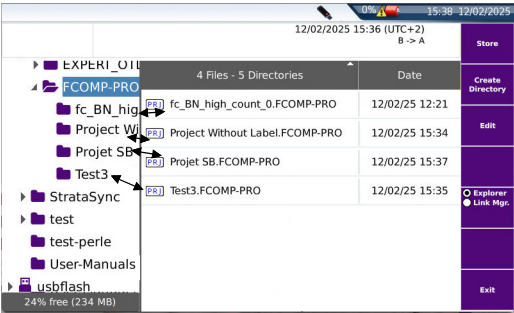 0% 15:38 12/02/2025
12/02/2025 15:36 (UTC+2)
B -> A
Store
EXPERT_OTD
FCOMP-PRO
fc_BN_hig
Project Wi
Projet SB
Test3
StrataSync
test
test-perle
User-Manuals
usbflash
24% free (234 MB)
4 Files - 5 Directories Date
PRJ fc_BN_high_count_0.FCOMP-PRO 12/02/25 12:21
PRJ Project Without Label.FCOMP-PRO 12/02/25 15:34
PRJ Projet SB.FCOMP-PRO 12/02/25 15:37
PRJ Test3.FCOMP-PRO 12/02/25 15:35
Create
Directory
Edit
Explorer
Link Mgr.
Exit